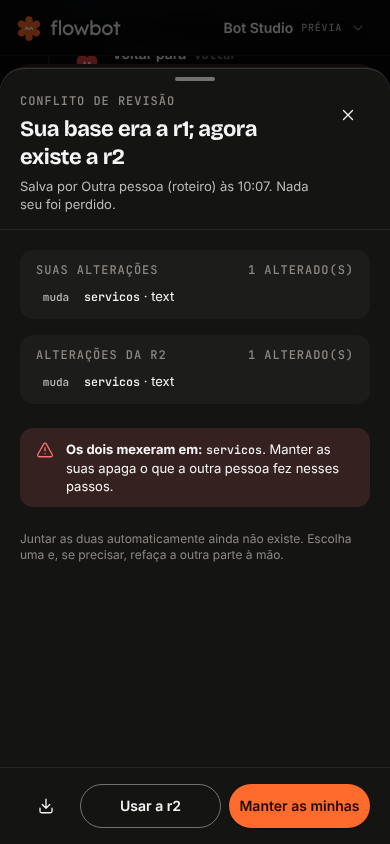 flowbot
Bot Studio PRÉVIA
Voltar para voltar
CONFLITO DE REVISÃO
Sua base era a r1; agora
existe a r2
Salva por Outra pessoa (roteiro) às 10:07. Nada
seu foi perdido.
SUAS ALTERAÇÕES 1 ALTERADO(S)
muda servicos · text
ALTERAÇÕES DA R2 1 ALTERADO(S)
muda servicos · text
Os dois mexeram em: servicos. Manter as
suas apaga o que a outra pessoa fez nesses
passos.
Juntar as duas automaticamente ainda não existe. Escolha
uma e, se precisar, refaça a outra parte à mão.
Usar a r2
Manter as minhas